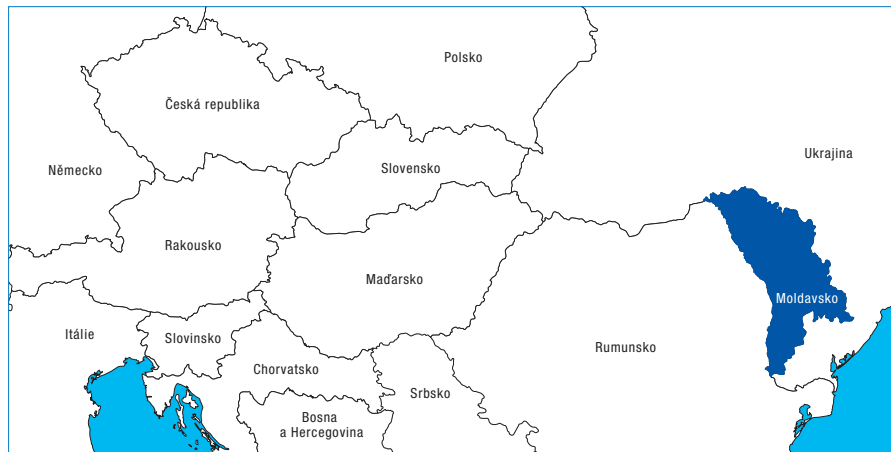 Polsko
Česká republika
Ukrajina
Slovensko
Německo
Rakousko
Maďarsko
Moldavsko
Itálie
Slovinsko
Rumunsko
Chorvatsko
Srbsko
Bosna
a Hercegovina